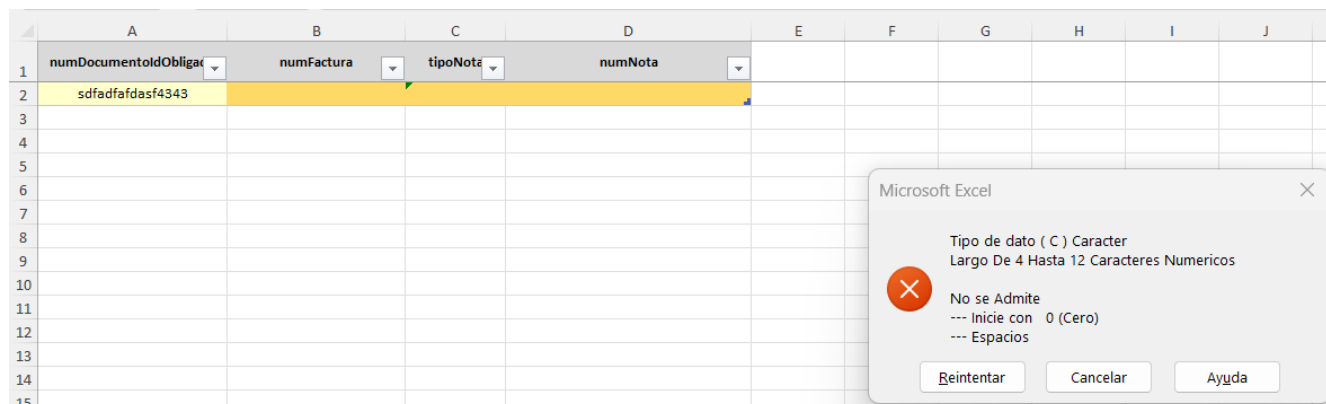 A B C D E F G H I J
1 numDocumentoIdObligac numFactura tipoNota numNota
2 sdfadfafdasf4343
3
4
5
6
Microsoft Excel
7
8
Tipo de dato ( C ) Caracter
9
Largo De 4 Hasta 12 Caracteres Numericos
10
No se Admite
11
--- Inicie con 0 (Cero)
12
--- Espacios
13
14
Reintentar Cancelar Ayuda
15